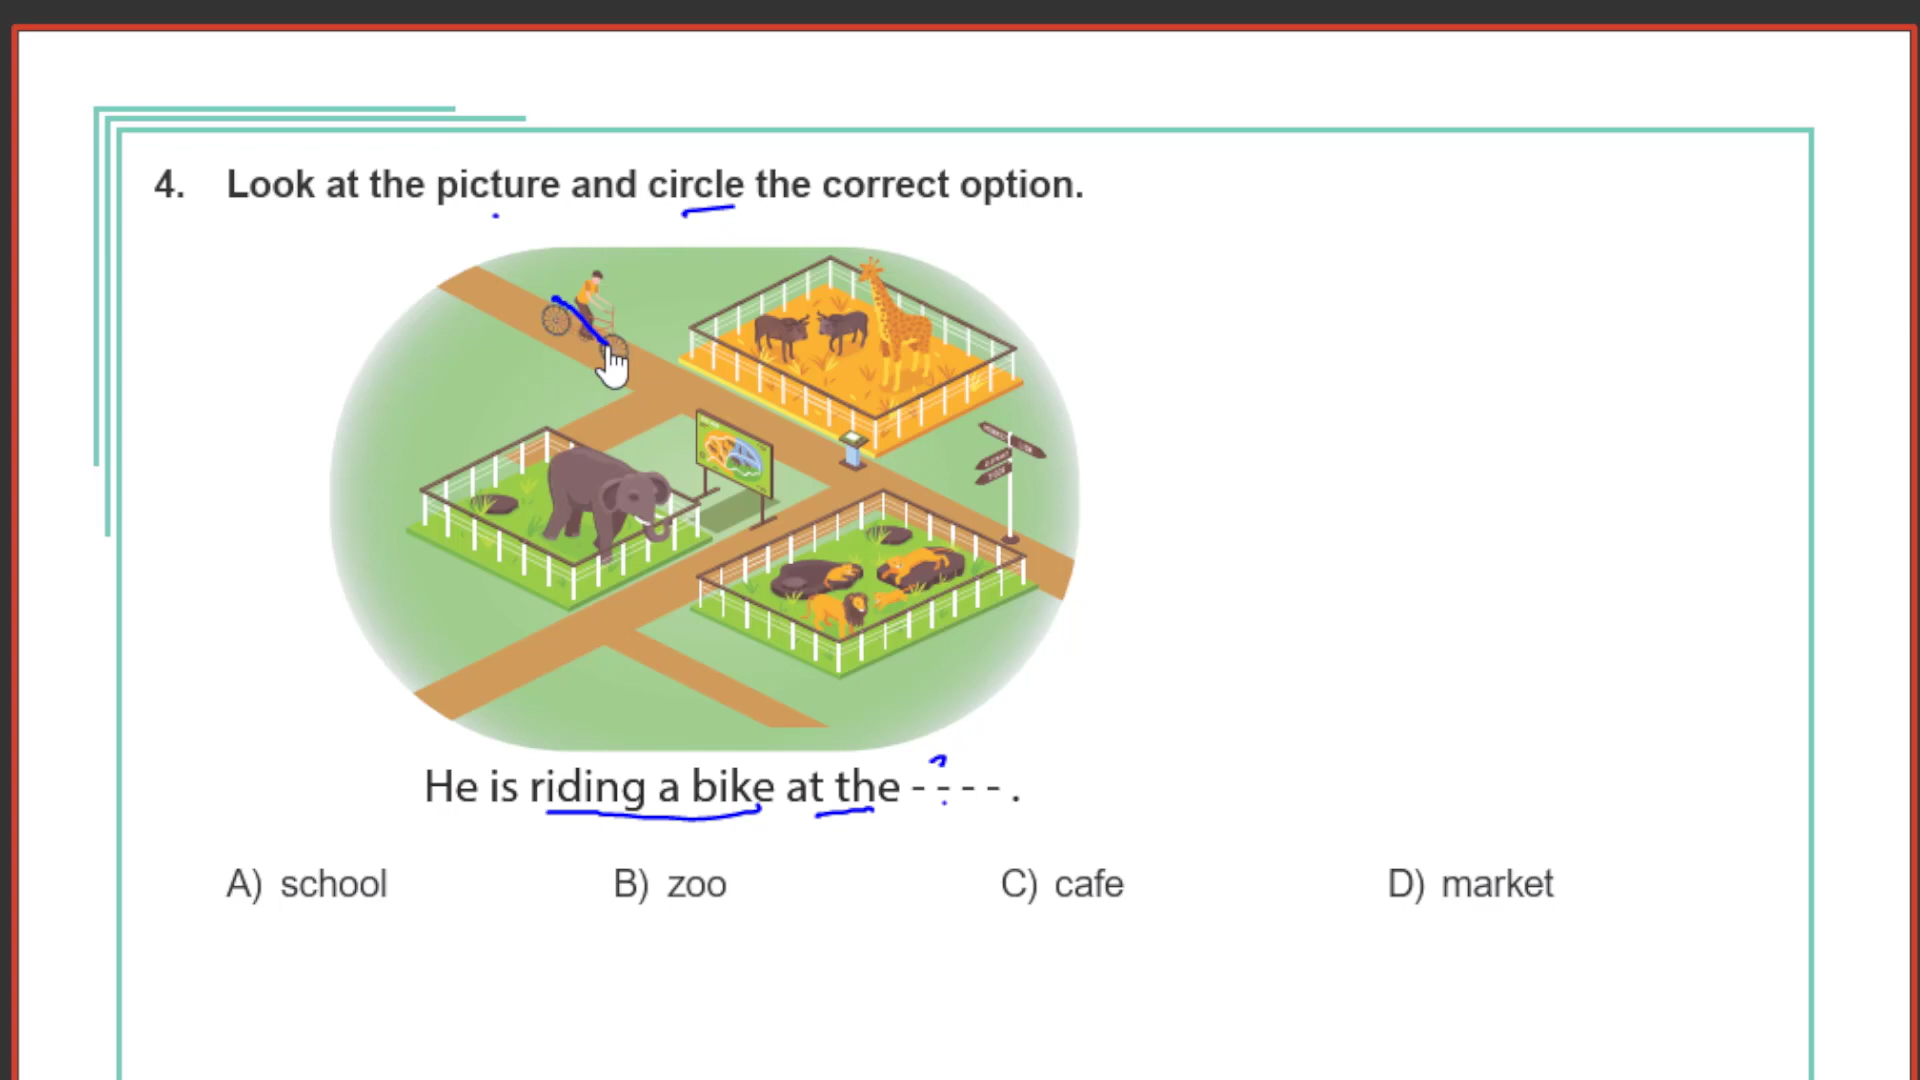 4. Look at the picture and circle the correct option.
He is riding a bike at the ---- .
A) school B) zoo C) cafe D) market